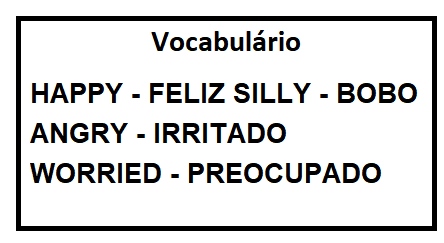 Vocabulário
HAPPY - FELIZ SILLY - BOBO
ANGRY - IRRITADO
WORRIED - PREOCUPADO